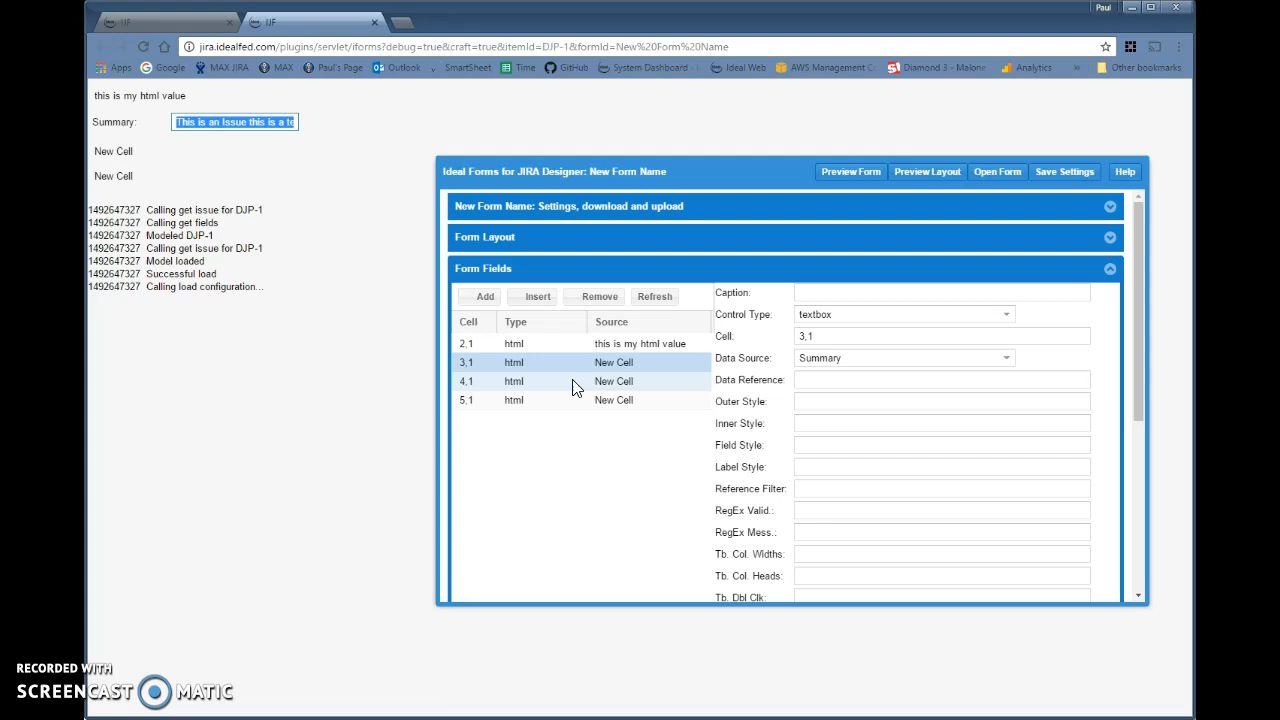 Paul
IJF
IJF
jira.idealfed.com/plugins/servlet/iforms?debug=true&craft=true&itemId=DJP-1&formId=New%20Form%20Name
Apps Google MAX JIRA MAX Paul's Page Outlook SmartSheet Time GitHub System Dashboard - Ideal Web AWS Management C Diamond 3 – Malone Analytics » Other bookmarks
this is my html value
Summary: This is an Issue this is a te
New Cell
New Cell
1492647327 Calling get issue for DJP-1
1492647327 Calling get fields
1492647327 Modeled DJP-1
1492647327 Calling get issue for DJP-1
1492647327 Model loaded
1492647327 Successful load
1492647327 Calling load configuration...
Ideal Forms for JIRA Designer: New Form Name Preview Form Preview Layout Open Form Save Settings Help
New Form Name: Settings, download and upload
Form Layout
Form Fields
Add Insert Remove Refresh
Cell Type Source
2,1 html this is my html value
3,1 html New Cell
4,1 html New Cell
5,1 html New Cell
Caption:
Control Type: textbox
Cell: 3,1
Data Source: Summary
Data Reference:
Outer Style:
Inner Style:
Field Style:
Label Style:
Reference Filter:
RegEx Valid.:
RegEx Mess.:
Tb. Col. Widths:
Tb. Col. Heads:
Tb. Dbl Clk:
RECORDED WITH
SCREENCAST MATIC